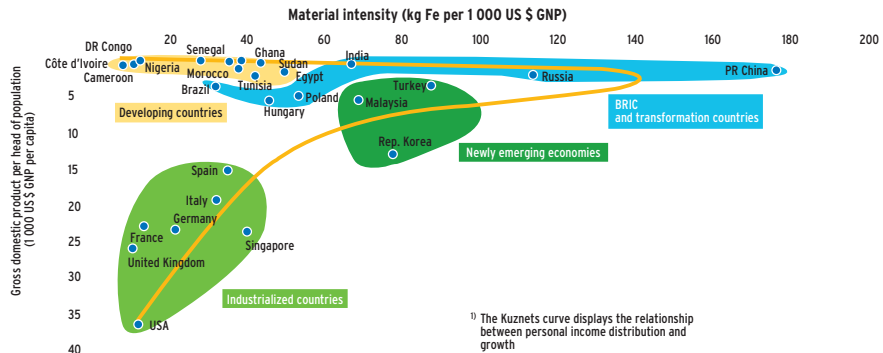 Material intensity (kg Fe per 1 000 US $ GNP)
20 40 60 80 100 120 140 160 180 200
DR Congo
Senegal
Ghana
India
Côte d'Ivoire
Nigeria
Sudan
Cameroon
Morocco
Egypt
Russia
PR China
Brazil
Tunisia
Poland
Turkey
Hungary
Malaysia
5
Developing countries
BRIC
and transformation countries
10
Rep. Korea
Newly emerging economies
15
Spain
20
Italy
Germany
France
Singapore
25
United Kingdom
30
Industrialized countries
35
USA
40
Gross domestic product per head of population
(1 000 US $ GNP per capita)
1) The Kuznets curve displays the relationship
between personal income distribution and
growth